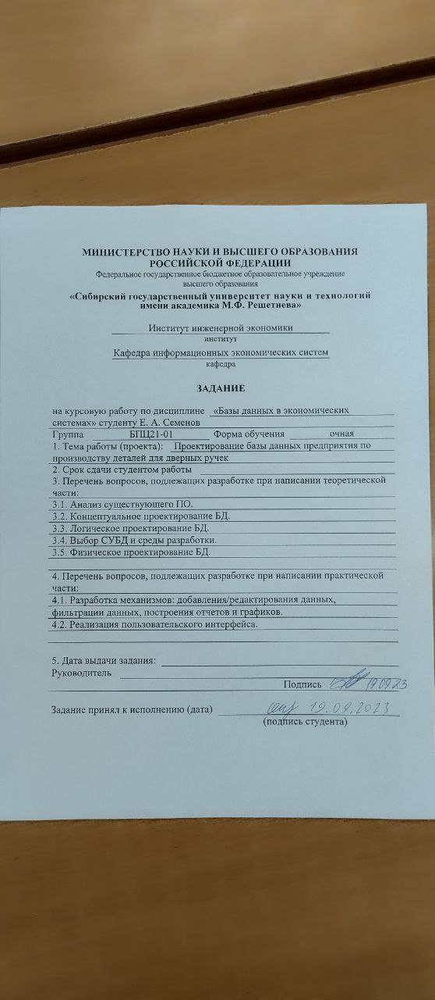 МИНИСТЕРСТВО НАУКИ И ВЫСШЕГО ОБРАЗОВАНИЯ
РОССИЙСКОЙ ФЕДЕРАЦИИ
Федеральное государственное бюджетное образовательное учреждение
высшего образования
«Сибирский государственный университет науки и технологий
имени академика М.Ф. Решетнева»
Институт инженерной экономики
институт
Кафедра информационных экономических систем
кафедра
ЗАДАНИЕ
на курсовую работу по дисциплине «Базы данных в экономических
системах» студенту Е. А. Семенов
Группа БПЦ21-01 Форма обучения очная
1. Тема работы (проекта): Проектирование базы данных предприятия по
производству деталей для дверных ручек
2. Срок сдачи студентом работы
3. Перечень вопросов, подлежащих разработке при написании теоретической
части:
3.1. Анализ существующего ПО.
3.2. Концептуальное проектирование БД.
3.3. Логическое проектирование БД.
3.4. Выбор СУБД и среды разработки.
3.5. Физическое проектирование БД.
4. Перечень вопросов, подлежащих разработке при написании практической
части:
4.1. Разработка механизмов: добавления/редактирования данных,
фильтрации данных, построения отчетов и графиков.
4.2. Реализация пользовательского интерфейса.
5. Дата выдачи задания:
Руководитель
Подпись 19.09.23
Задание принял к исполнению (дата) 19.09.2023
(подпись студента)